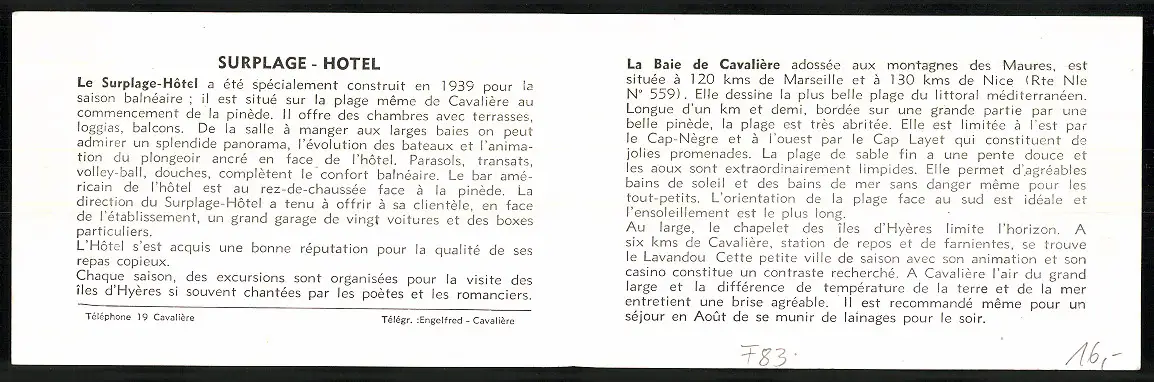 SURPLAGE - HOTEL
Le Surplage-Hôtel a été spécialement construit en 1939 pour la
saison balnéaire ; il est situé sur la plage même de Cavalière au
commencement de la pinède. Il offre des chambres avec terrasses,
loggias, balcons. De la salle à manger aux larges baies on peut
admirer un splendide panorama, l'évolution des bateaux et l'anima-
tion du plongeoir ancré en face de l'hôtel. Parasols, transats,
volley-ball, douches, complètent le confort balnéaire. Le bar amé-
ricain de l'hôtel est au rez-de-chaussée face à la pinède. La
direction du Surplage-Hôtel a tenu à offrir à sa clientèle, en face
de l'établissement, un grand garage de vingt voitures et des boxes
particuliers.
L'Hôtel s'est acquis une bonne réputation pour la qualité de ses
repas copieux.
Chaque saison, des excursions sont organisées pour la visite des
îles d'Hyères si souvent chantées par les poètes et les romanciers.
Téléphone 19 Cavalière
Télégr. :Engelfred - Cavalière
La Baie de Cavalière adossée aux montagnes des Maures, est
située à 120 kms de Marseille et à 130 kms de Nice (Rte Nle
N° 559). Elle dessine la plus belle plage du littoral méditerranéen.
Longue d'un km et demi, bordée sur une grande partie par une
belle pinède, la plage est très abritée. Elle est limitée à l'est par
le Cap-Nègre et à l'ouest par le Cap Layet qui constituent de
jolies promenades. La plage de sable fin a une pente douce et
les aoux sont extraordinairement limpides. Elle permet d'agréables
bains de soleil et des bains de mer sans danger même pour les
tout-petits. L'orientation de la plage face au sud est idéale et
l'ensoleillement est le plus long.
Au large, le chapelet des îles d'Hyères limite l'horizon. A
six kms de Cavalière, station de repos et de farnientes, se trouve
le Lavandou Cette petite ville de saison avec son animation et son
casino constitue un contraste recherché. A Cavalière l'air du grand
large et la différence de température de la terre et de la mer
entretient une brise agréable. Il est recommandé même pour un
séjour en Août de se munir de lainages pour le soir.
F83.
16,-